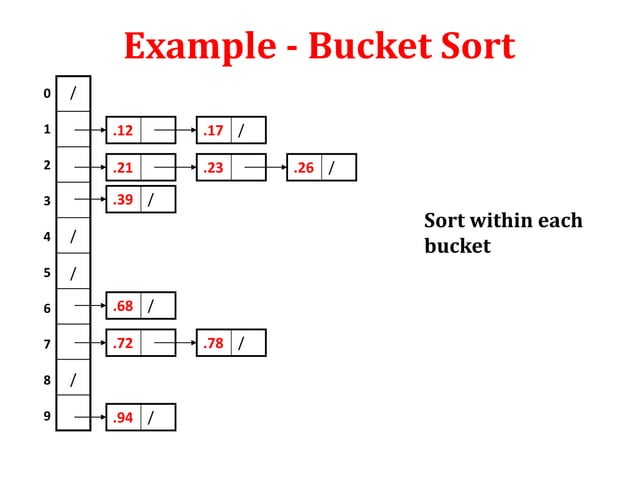 Example - Bucket Sort
0 /
1 .12 .17 /
2 .21 .23 .26 /
3 .39 /
Sort within each
bucket
4 /
5 /
6 .68 /
7 .72 .78 /
8 /
9 .94 /